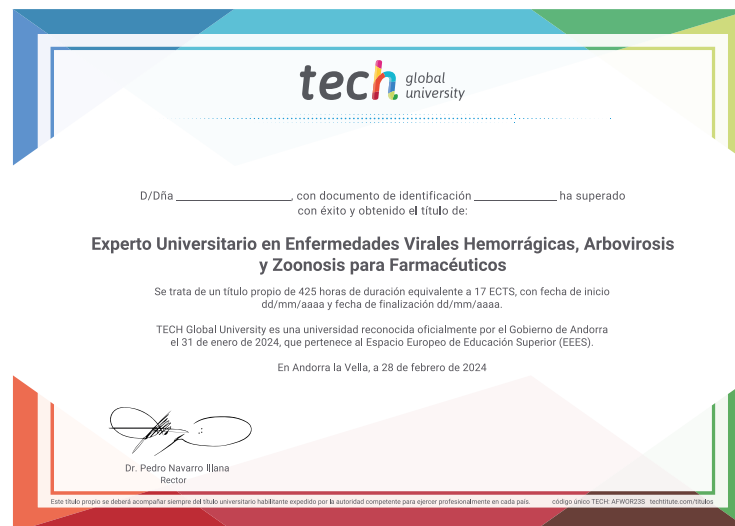 tech global university
D/Dña ____________________, con documento de identificación ______________ ha superado
con éxito y obtenido el título de:
Experto Universitario en Enfermedades Virales Hemorrágicas, Arbovirosis
y Zoonosis para Farmacéuticos
Se trata de un título propio de 425 horas de duración equivalente a 17 ECTS, con fecha de inicio
dd/mm/aaaa y fecha de finalización dd/mm/aaaa.
TECH Global University es una universidad reconocida oficialmente por el Gobierno de Andorra
el 31 de enero de 2024, que pertenece al Espacio Europeo de Educación Superior (EEES).
En Andorra la Vella, a 28 de febrero de 2024
Dr. Pedro Navarro Illana
Rector
Este título propio se deberá acompañar siempre del título universitario habilitante expedido por la autoridad competente para ejercer profesionalmente en cada país. código único TECH: AFWOR23S techtitute.com/titulos